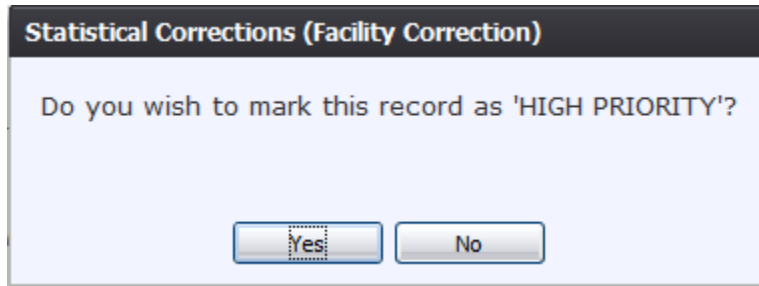 Statistical Corrections (Facility Correction)
Do you wish to mark this record as 'HIGH PRIORITY'?
Yes No